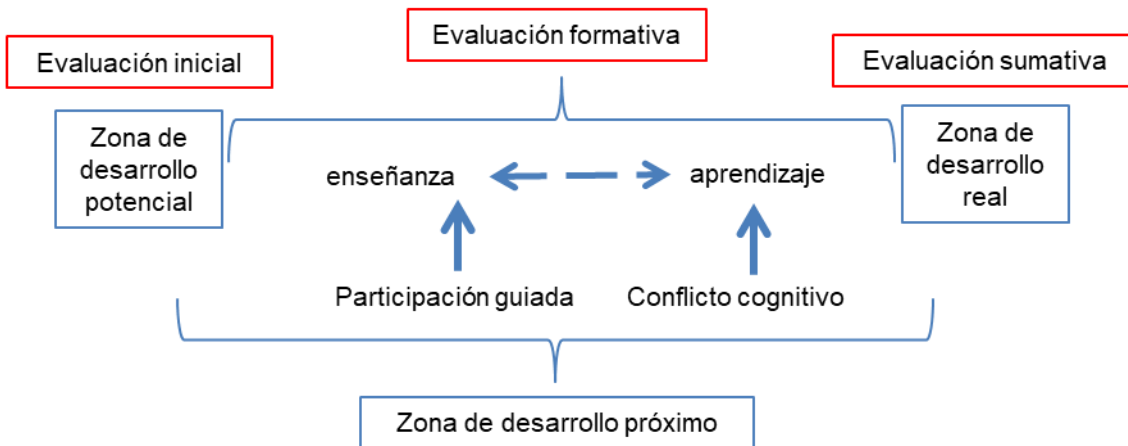 Evaluación formativa
Evaluación inicial
Evaluación sumativa
Zona de
desarrollo
potencial
Zona de
desarrollo
real
enseñanza
aprendizaje
Participación guiada
Conflicto cognitivo
Zona de desarrollo próximo